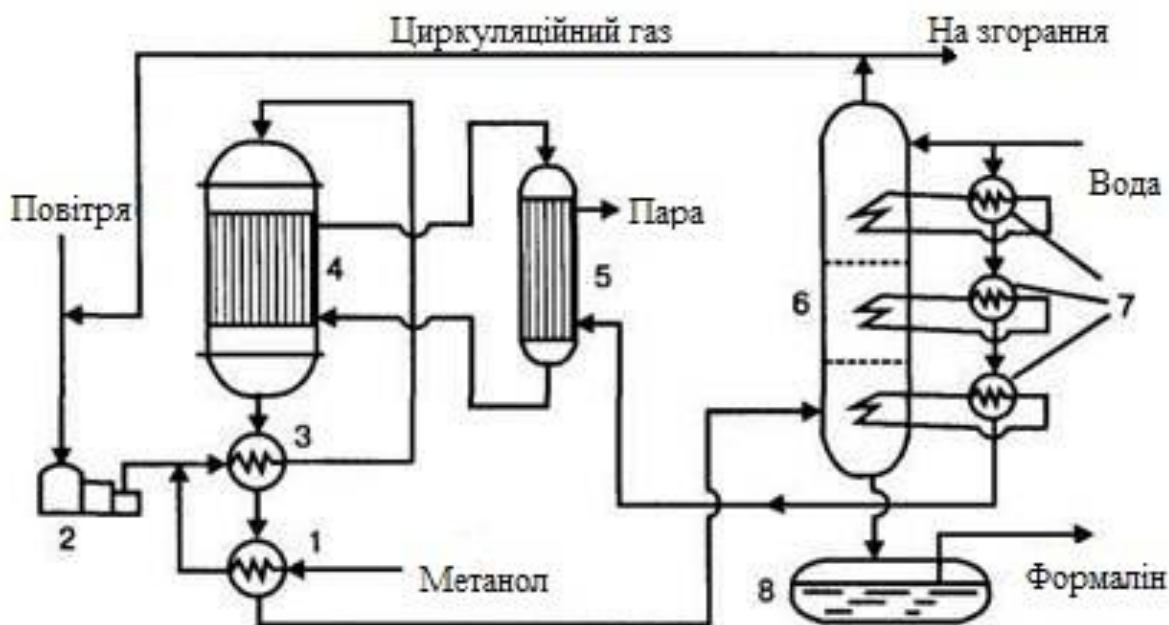 Циркуляційний газ
На згорання
Повітря
4
Пара
5
6
Вода
7
3
2
1
Метанол
8
Формалін